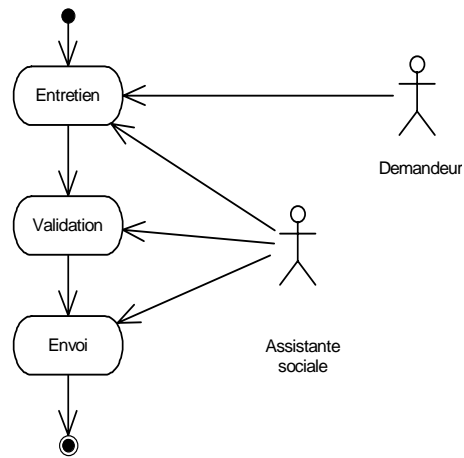 Entretien
Demandeur
Validation
Envoi
Assistante
sociale